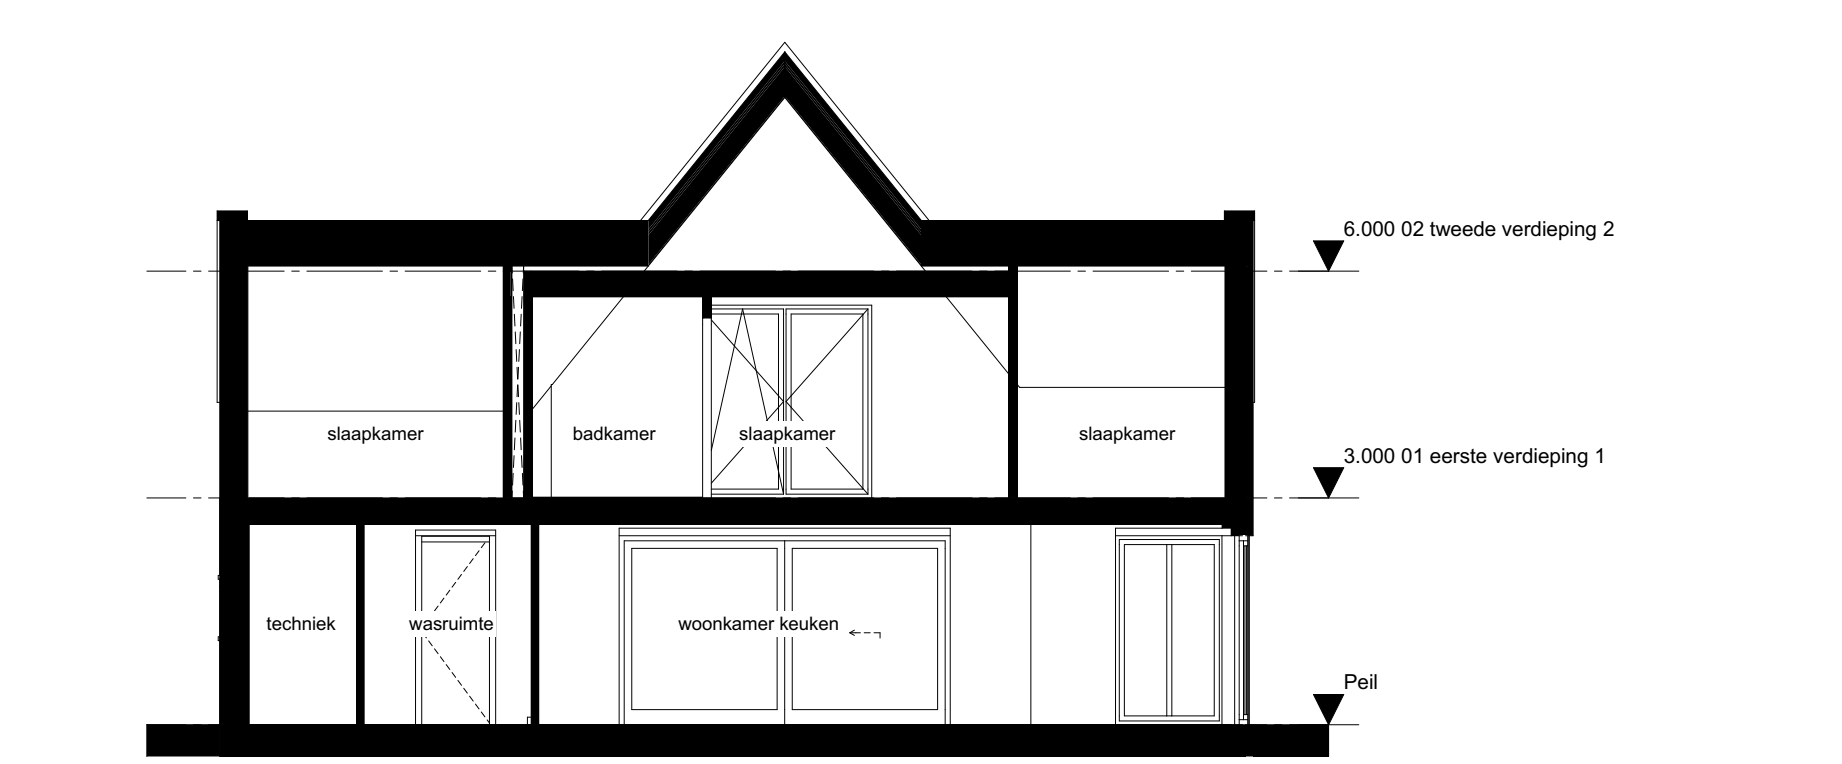 6.000 02 tweede verdieping 2
slaapkamer
badkamer
slaapkamer
slaapkamer
3.000 01 eerste verdieping 1
techniek
wasruimte
woonkamer keuken
Peil